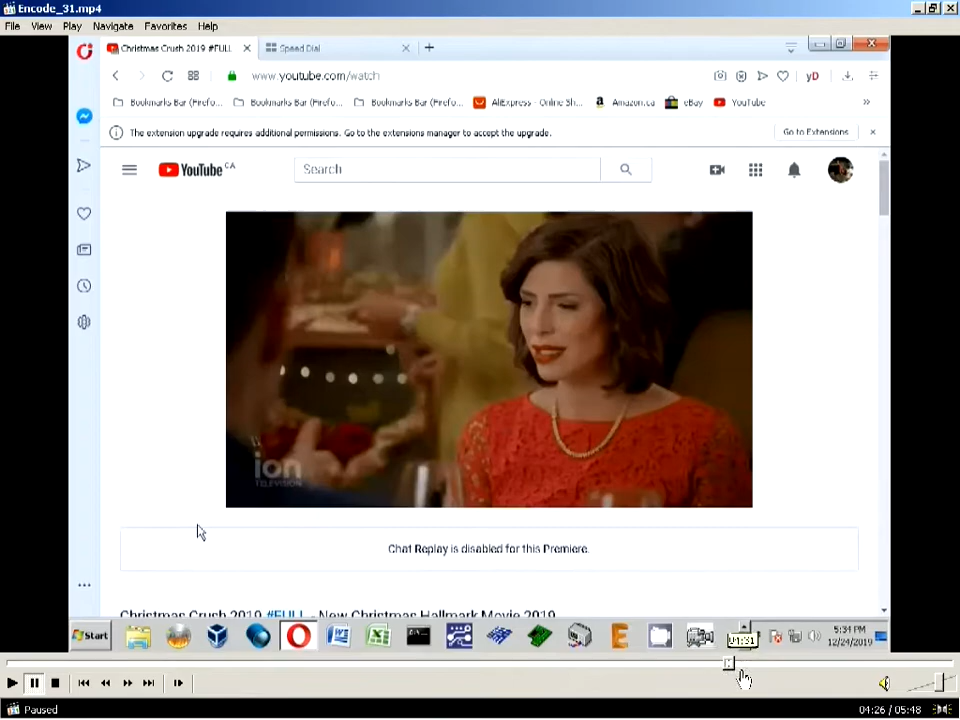 Encode_31.mp4
File View Play Navigate Favorites Help
Christmas Crush 2019 #FULL
Speed Dial
www.youtube.com/watch
yD
Bookmarks Bar (Firefo... Bookmarks Bar (Firefo... Bookmarks Bar (Firefo... AliExpress - Online Sh... Amazon.ca eBay YouTube
The extension upgrade requires additional permissions. Go to the extensions manager to accept the upgrade.
Go to Extensions
YouTube CA
Search
ion
TELEVISION
Chat Replay is disabled for this Premiere.
Christmas Crush 2019 #FULL - New Christmas Hallmark Movie 2019
Start
04:31
5:34 PM
12/24/2019
Paused
04:26 / 05:48